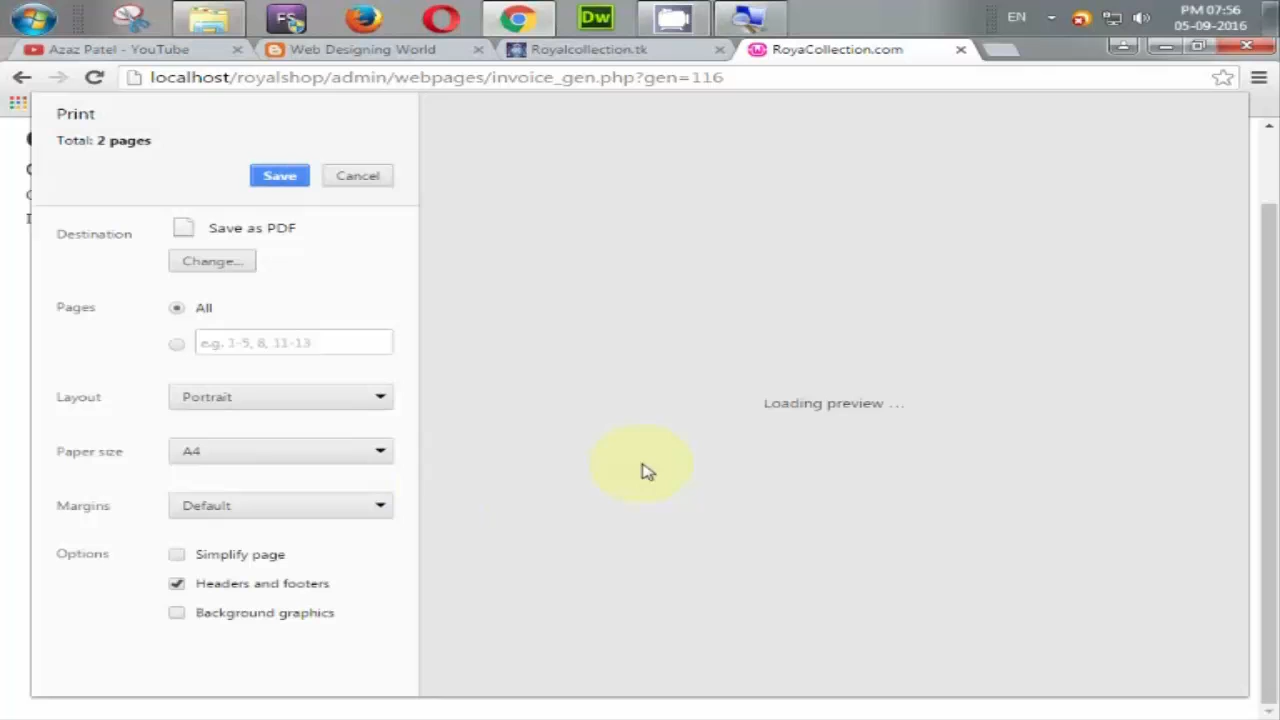 FS
Dw
EN
PM 07:56
05-09-2016
Azaz Patel - YouTube
Web Designing World
Royalcollection.tk
RoyaCollection.com
localhost/royalshop/admin/webpages/invoice_gen.php?gen=116
Print
Total: 2 pages
Save
Cancel
Destination
Save as PDF
Change...
Pages
All
e.g. 1-5, 8, 11-13
Layout
Portrait
Loading preview ...
Paper size
A4
Margins
Default
Options
Simplify page
Headers and footers
Background graphics